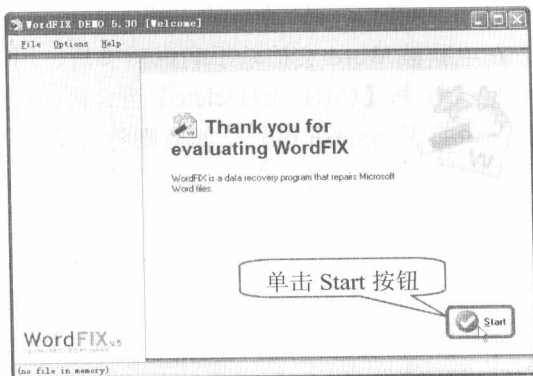 WordFIX DEMO 5.30 [Welcome]
File Options Help
Thank you for
evaluating WordFIX
WordFIX is a data recovery program that repairs Microsoft
Word files.
单击 Start 按钮
Start
WordFIX v5
(no file in memory)